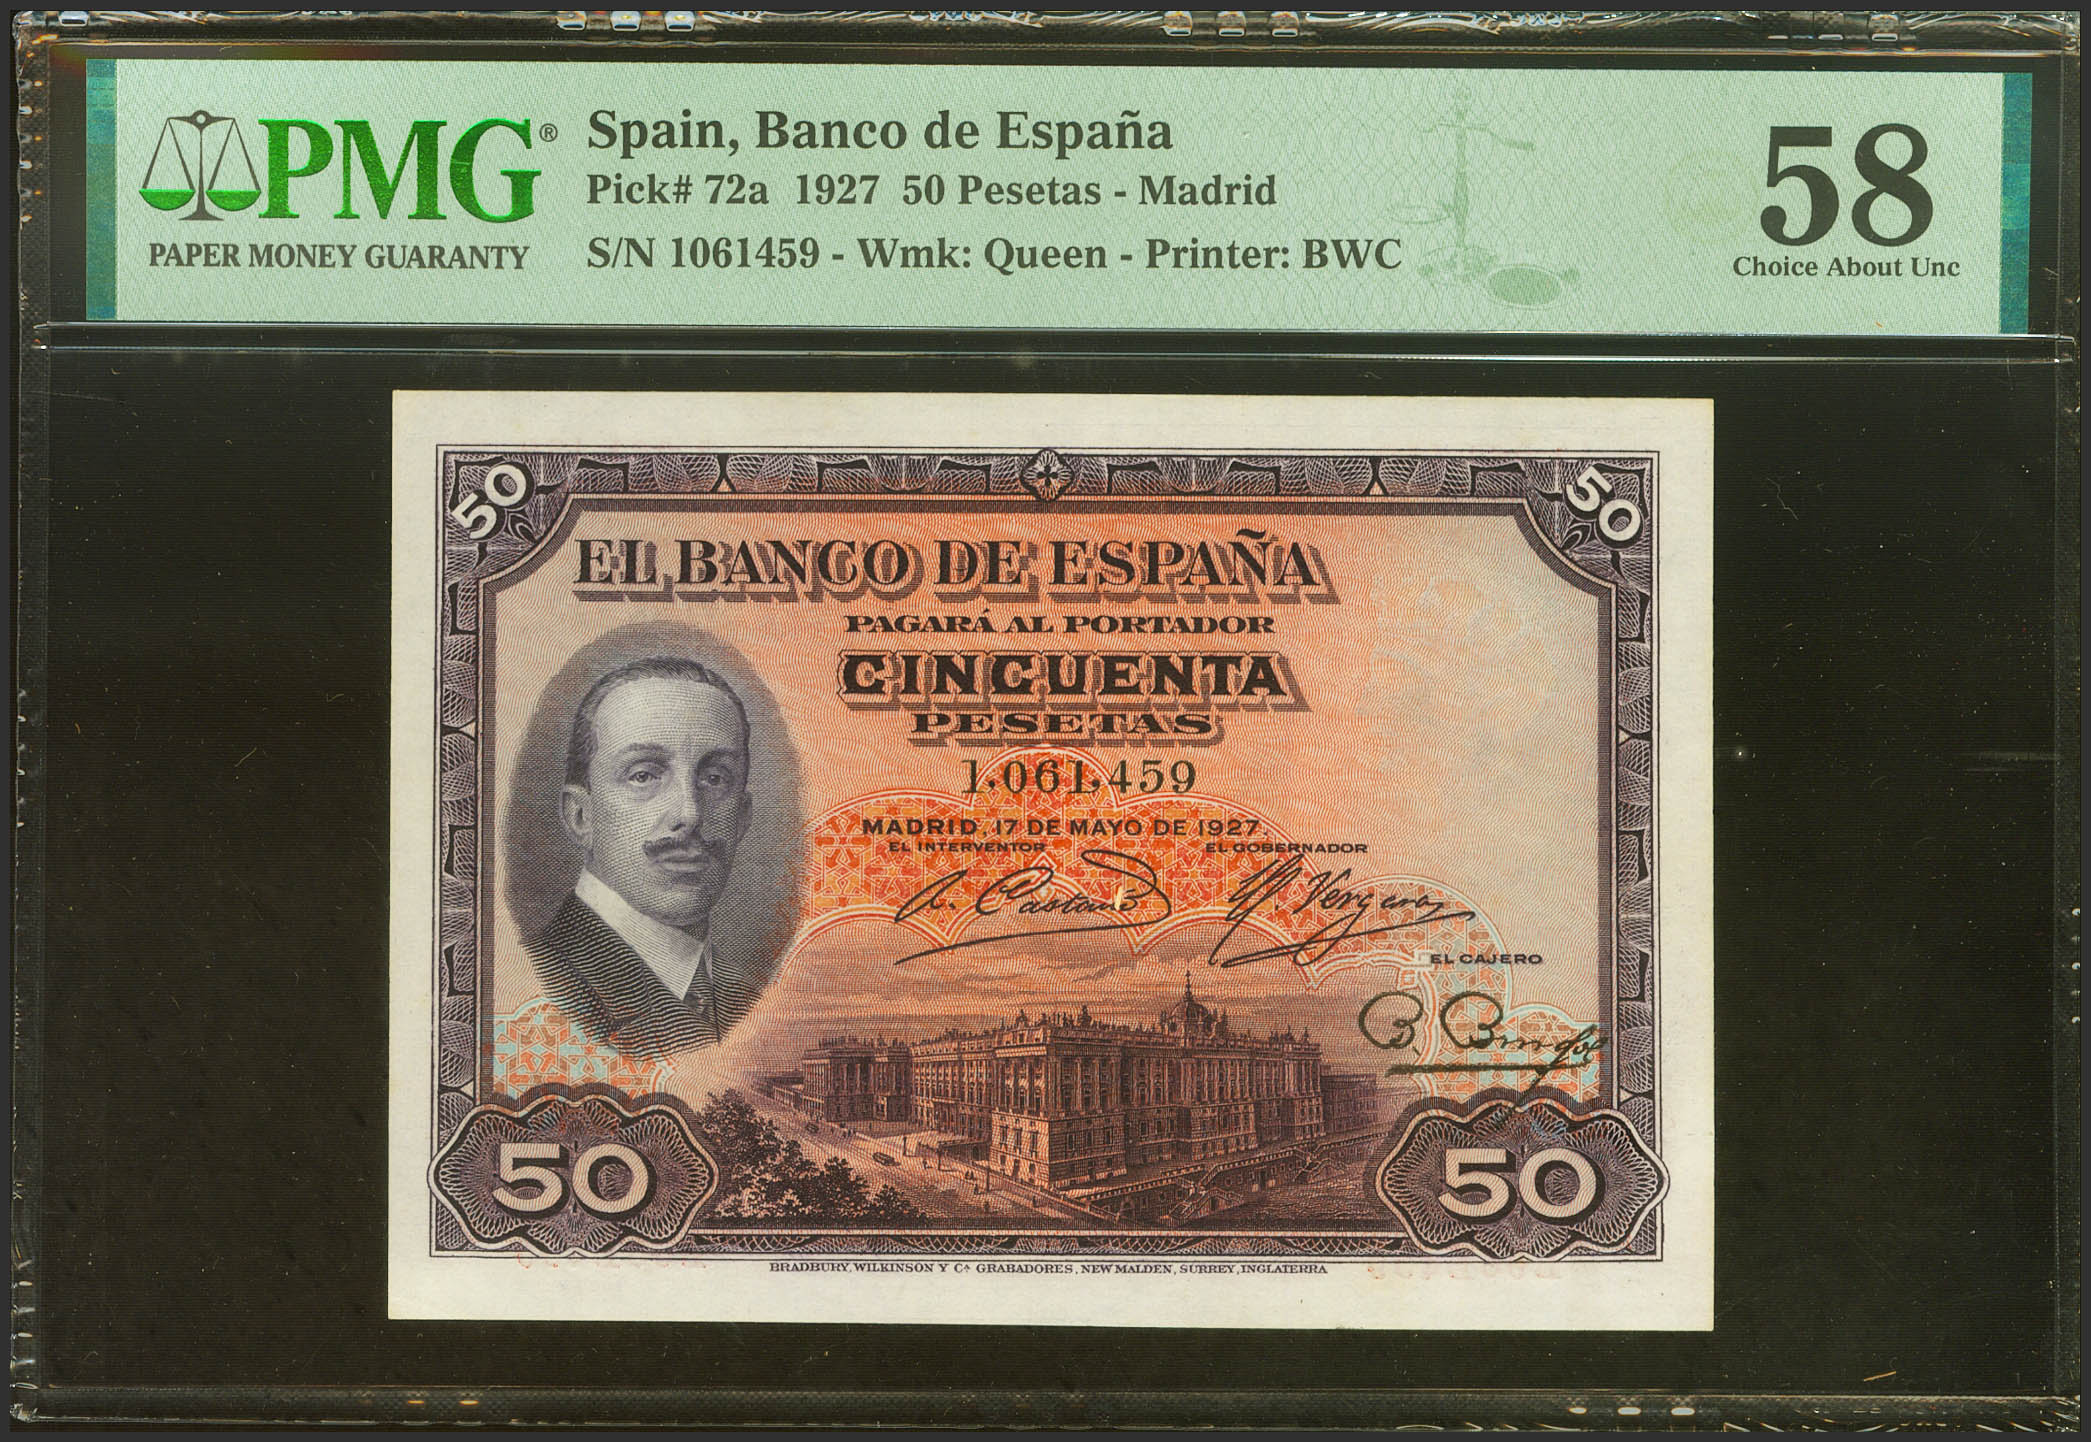 PMG®
PAPER MONEY GUARANTY
Spain, Banco de España
Pick# 72a 1927 50 Pesetas - Madrid
S/N 1061459 - Wmk: Queen - Printer: BWC
58
Choice About Unc
50
50
EL BANCO DE ESPAÑA
PAGARÁ AL PORTADOR
CINCUENTA
PESETAS
1,061,459
MADRID, 17 DE MAYO DE 1927.
EL INTERVENTOR
EL GOBERNADOR
EL CAJERO
50
50
BRADBURY, WILKINSON Y Cª GRABADORES, NEW MALDEN, SURREY, INGLATERRA